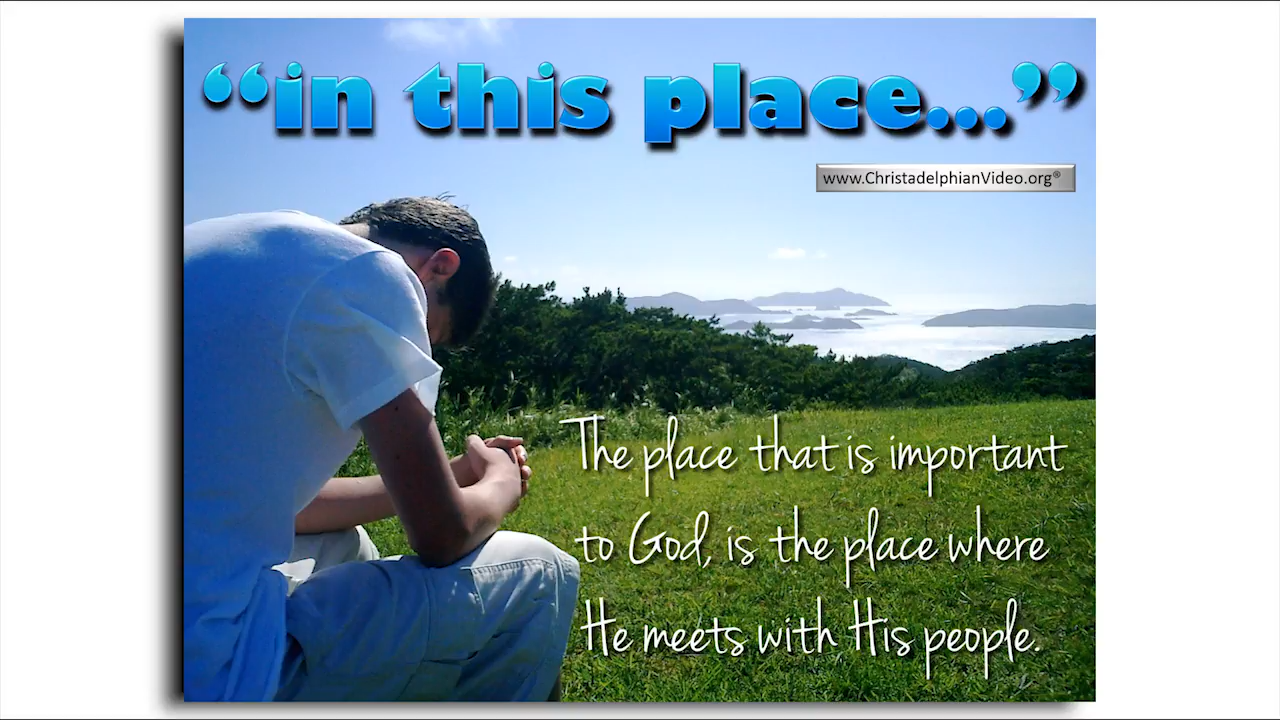 “in this place...”
www.ChristadelphianVideo.org®
The place that is important
to God, is the place where
He meets with His people.